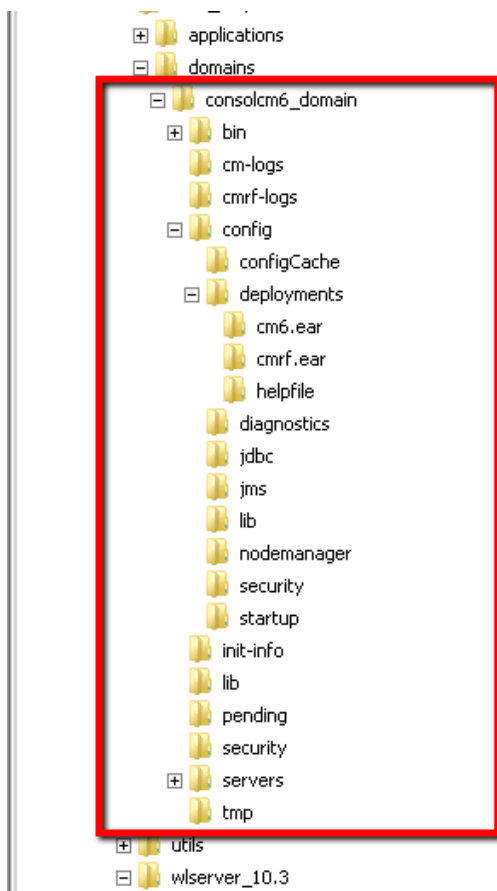 applications
domains
consolcm6_domain
bin
cm-logs
cmrf-logs
config
configCache
deployments
cm6.ear
cmrf.ear
helpfile
diagnostics
jdbc
jms
lib
nodemanager
security
startup
init-info
lib
pending
security
servers
tmp
utils
wlserver_10.3